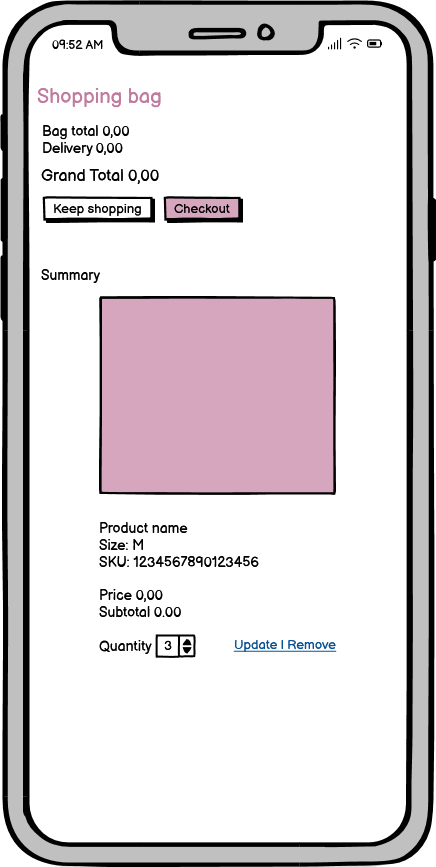 09:52 AM
Shopping bag
Bag total 0,00
Delivery 0,00
Grand Total 0,00
Keep shopping Checkout
Summary
Product name
Size: M
SKU: 1234567890123456
Price 0,00
Subtotal 0.00
Quantity 3 Update | Remove